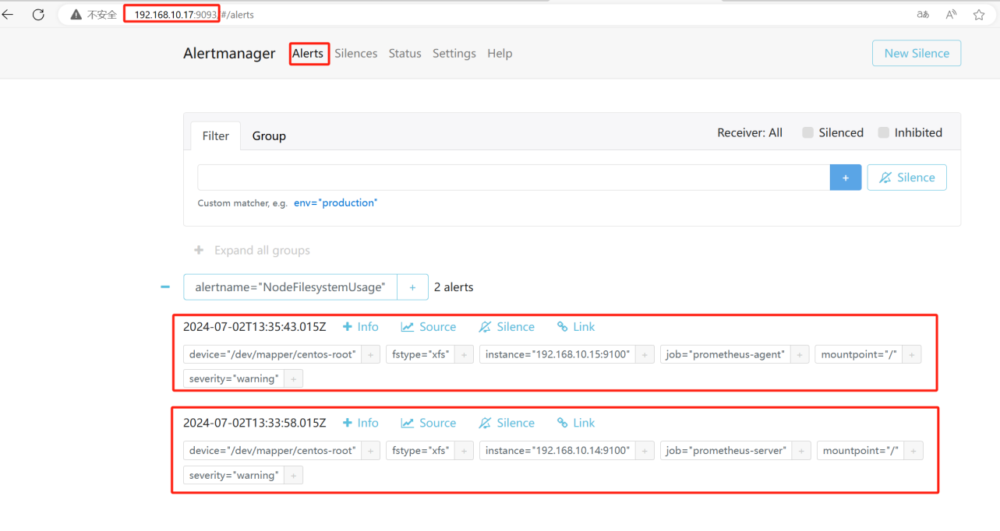 不安全 192.168.10.17:9093/#/alerts
Alertmanager Alerts Silences Status Settings Help New Silence
Filter Group Receiver: All Silenced Inhibited
+ Silence
Custom matcher, e.g. env="production"
+ Expand all groups
alertname="NodeFilesystemUsage" + 2 alerts
2024-07-02T13:35:43.015Z + Info Source Silence Link
device="/dev/mapper/centos-root" + fstype="xfs" + instance="192.168.10.15:9100" + job="prometheus-agent" + mountpoint="/" +
severity="warning" +
2024-07-02T13:33:58.015Z + Info Source Silence Link
device="/dev/mapper/centos-root" + fstype="xfs" + instance="192.168.10.14:9100" + job="prometheus-server" + mountpoint="/" +
severity="warning" +